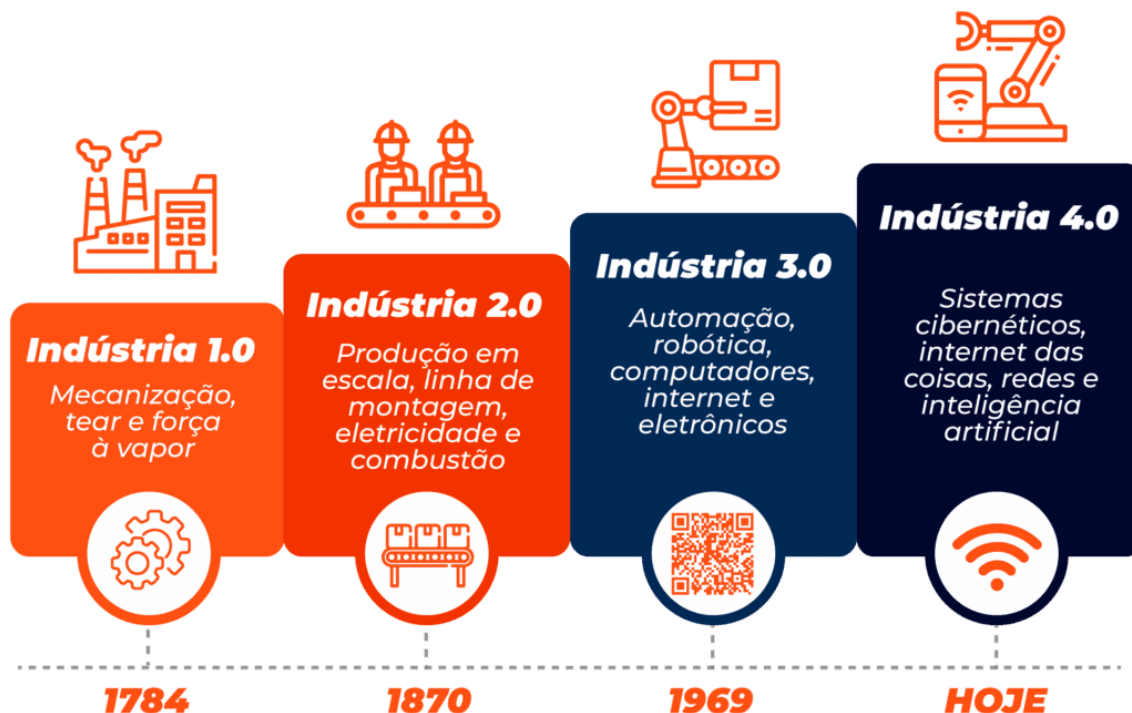 Indústria 1.0
Mecanização,
tear e força
à vapor
Indústria 2.0
Produção em
escala, linha de
montagem,
eletricidade e
combustão
Indústria 3.0
Automação,
robótica,
computadores,
internet e
eletrônicos
Indústria 4.0
Sistemas
cibernéticos,
internet das
coisas, redes e
inteligência
artificial
1784
1870
1969
HOJE